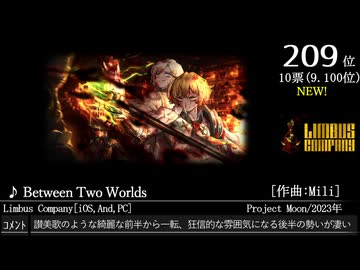 209位
10票(9.100位)
NEW!
LIMBUS
COMPANY
♪ Between Two Worlds [作曲:Mili]
Limbus Company[iOS,And,PC] Project Moon/2023年
コメント 讃美歌のような綺麗な前半から一転、狂信的な雰囲気になる後半の勢いが凄い